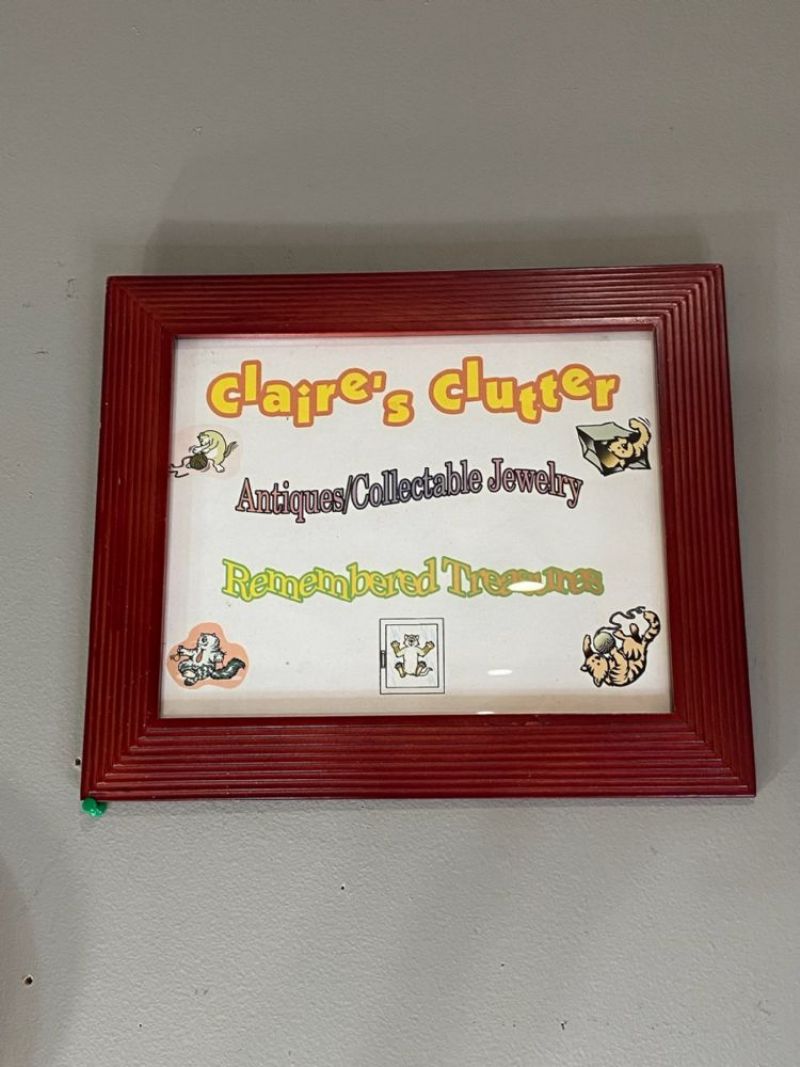 Claire's Clutter
Antiques/Collectable Jewelry
Remembered Treasures